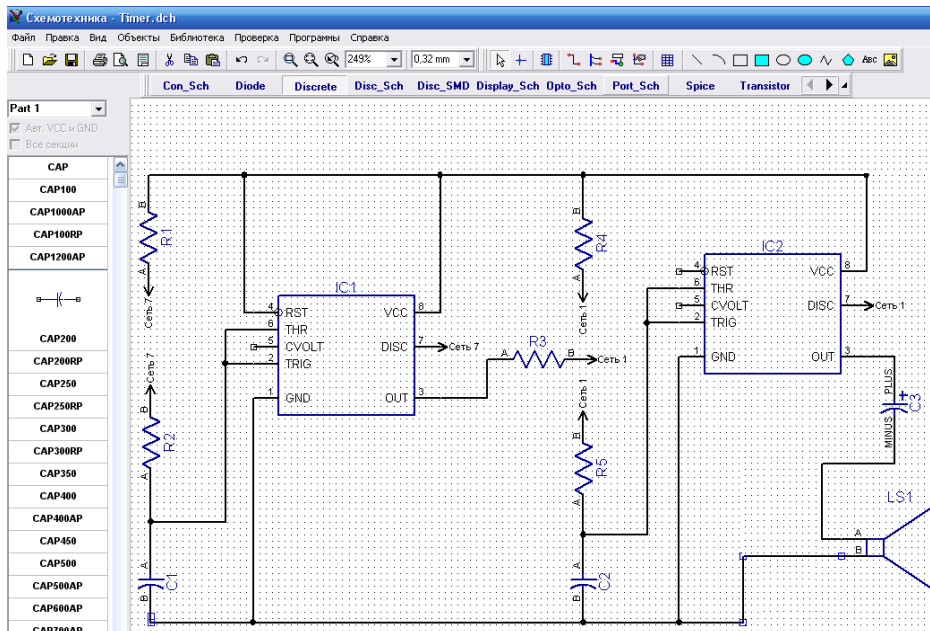 Схемотехника - Timer.dch
Файл Правка Вид Объекты Библиотека Проверка Программы Справка
249% 0,32 mm ABC
Con_Sch Diode Discrete Disc_Sch Disc_SMD Display_Sch Opto_Sch Port_Sch Spice Transistor
Part 1
Авт. VCC и GND
Все секции
CAP
CAP100
CAP1000AP
CAP100RP
CAP1200AP
CAP200
CAP200RP
CAP250
CAP250RP
CAP300
CAP300RP
CAP350
CAP400
CAP400AP
CAP450
CAP500
CAP500AP
CAP600AP
CAP700AP
B
R1
A
Сеть 7
Сеть 7
B
R2
A
A
C1
B
IC1
4 RST VCC 8
6 THR
5 CVOLT DISC 7 Сеть 7
2 TRIG
1 GND OUT 3
A R3 B Сеть 1
B
R4
A
Сеть 1
Сеть 1
B
R5
A
A
C2
B
IC2
4 RST VCC 8
6 THR
5 CVOLT DISC 7 Сеть 1
2 TRIG
1 GND OUT 3
PLUS
+
C3
MINUS
LS1
A
B